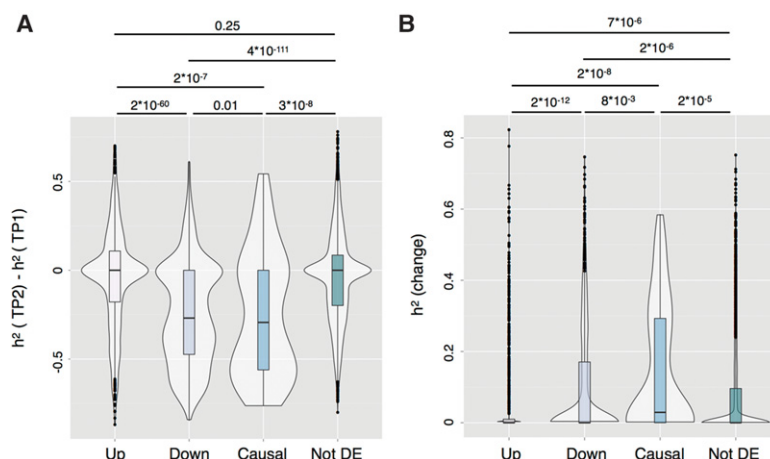 A
0.25
4*10⁻¹¹¹
2*10⁻⁷
2*10⁻⁶⁰ 0.01 3*10⁻⁸
h² ( TP2) - h² ( TP1)
0.5
0
-0.5
Up Down Causal Not DE
B
7*10⁻⁶
2*10⁻⁶
2*10⁻⁸
2*10⁻¹² 8*10⁻³ 2*10⁻⁵
h² (change)
0.8
0.6
0.4
0.2
0
Up Down Causal Not DE